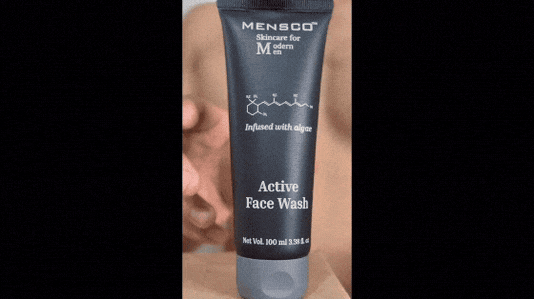 MENSCO™
Skincare for
Modern
Men
Infused with algae
Active
Face Wash
Net Vol. 100 ml 3.38 fl. oz